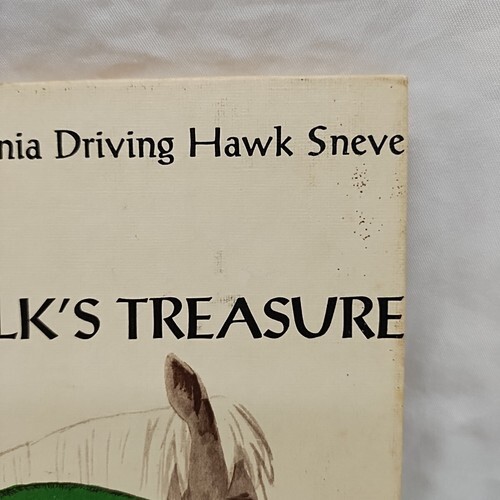 nia Driving Hawk Sneve
LK'S TREASURE